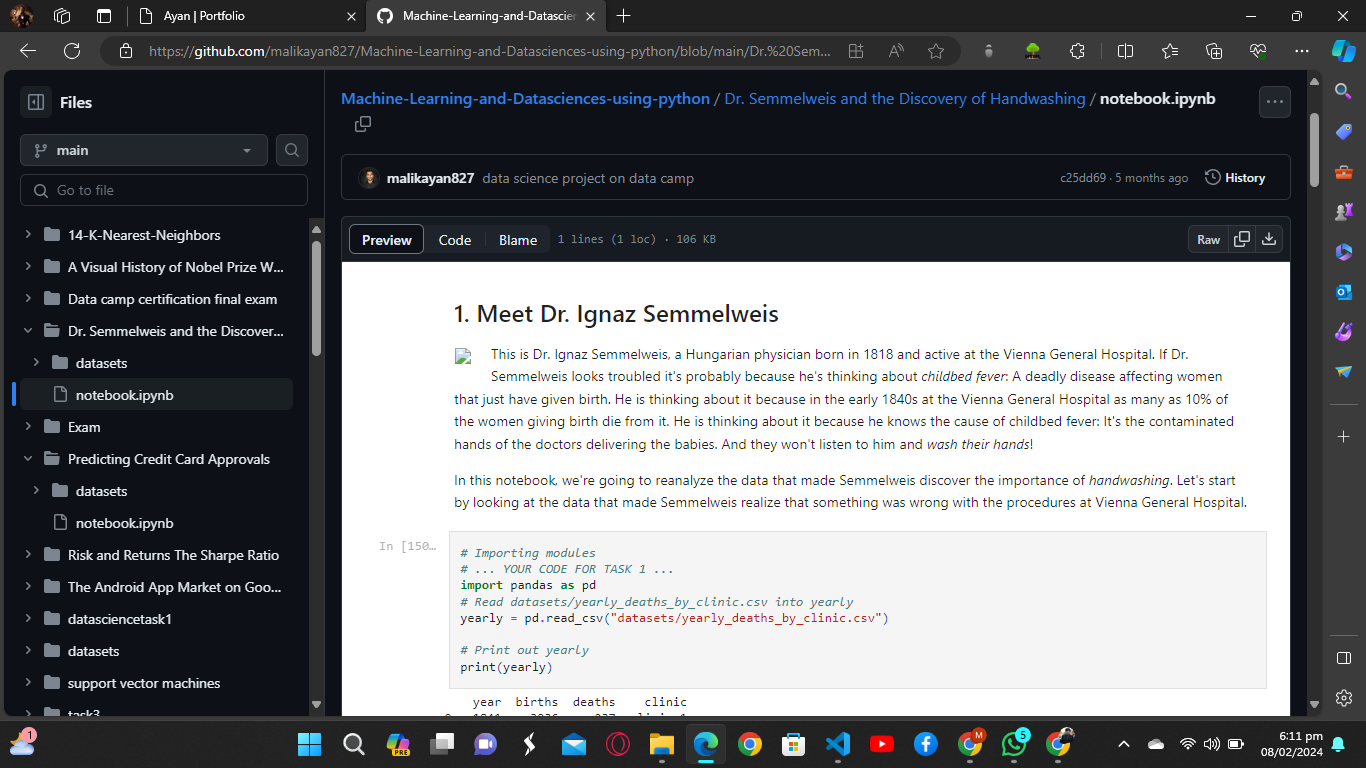 Ayan | Portfolio
Machine-Learning-and-Datascien
https://github.com/malikayan827/Machine-Learning-and-Datasciences-using-python/blob/main/Dr.%20Sem...
Files
main
Go to file
14-K-Nearest-Neighbors
A Visual History of Nobel Prize W...
Data camp certification final exam
Dr. Semmelweis and the Discover...
datasets
notebook.ipynb
Exam
Predicting Credit Card Approvals
datasets
notebook.ipynb
Risk and Returns The Sharpe Ratio
The Android App Market on Goo...
datasciencetask1
datasets
support vector machines
task3
Machine-Learning-and-Datasciences-using-python / Dr. Semmelweis and the Discovery of Handwashing / notebook.ipynb
malikayan827 data science project on data camp
c25dd69 · 5 months ago
History
Preview Code Blame 1 lines (1 loc) · 106 KB
Raw
1. Meet Dr. Ignaz Semmelweis
This is Dr. Ignaz Semmelweis, a Hungarian physician born in 1818 and active at the Vienna General Hospital. If Dr.
Semmelweis looks troubled it's probably because he's thinking about childbed fever: A deadly disease affecting women
that just have given birth. He is thinking about it because in the early 1840s at the Vienna General Hospital as many as 10% of
the women giving birth die from it. He is thinking about it because he knows the cause of childbed fever: It's the contaminated
hands of the doctors delivering the babies. And they won't listen to him and wash their hands!
In this notebook, we're going to reanalyze the data that made Semmelweis discover the importance of handwashing. Let's start
by looking at the data that made Semmelweis realize that something was wrong with the procedures at Vienna General Hospital.
In [150...
# Importing modules
# ... YOUR CODE FOR TASK 1 ...
import pandas as pd
# Read datasets/yearly_deaths_by_clinic.csv into yearly
yearly = pd.read_csv("datasets/yearly_deaths_by_clinic.csv")
# Print out yearly
print(yearly)
year births deaths clinic
1
PRE
M
5
6:11 pm
08/02/2024